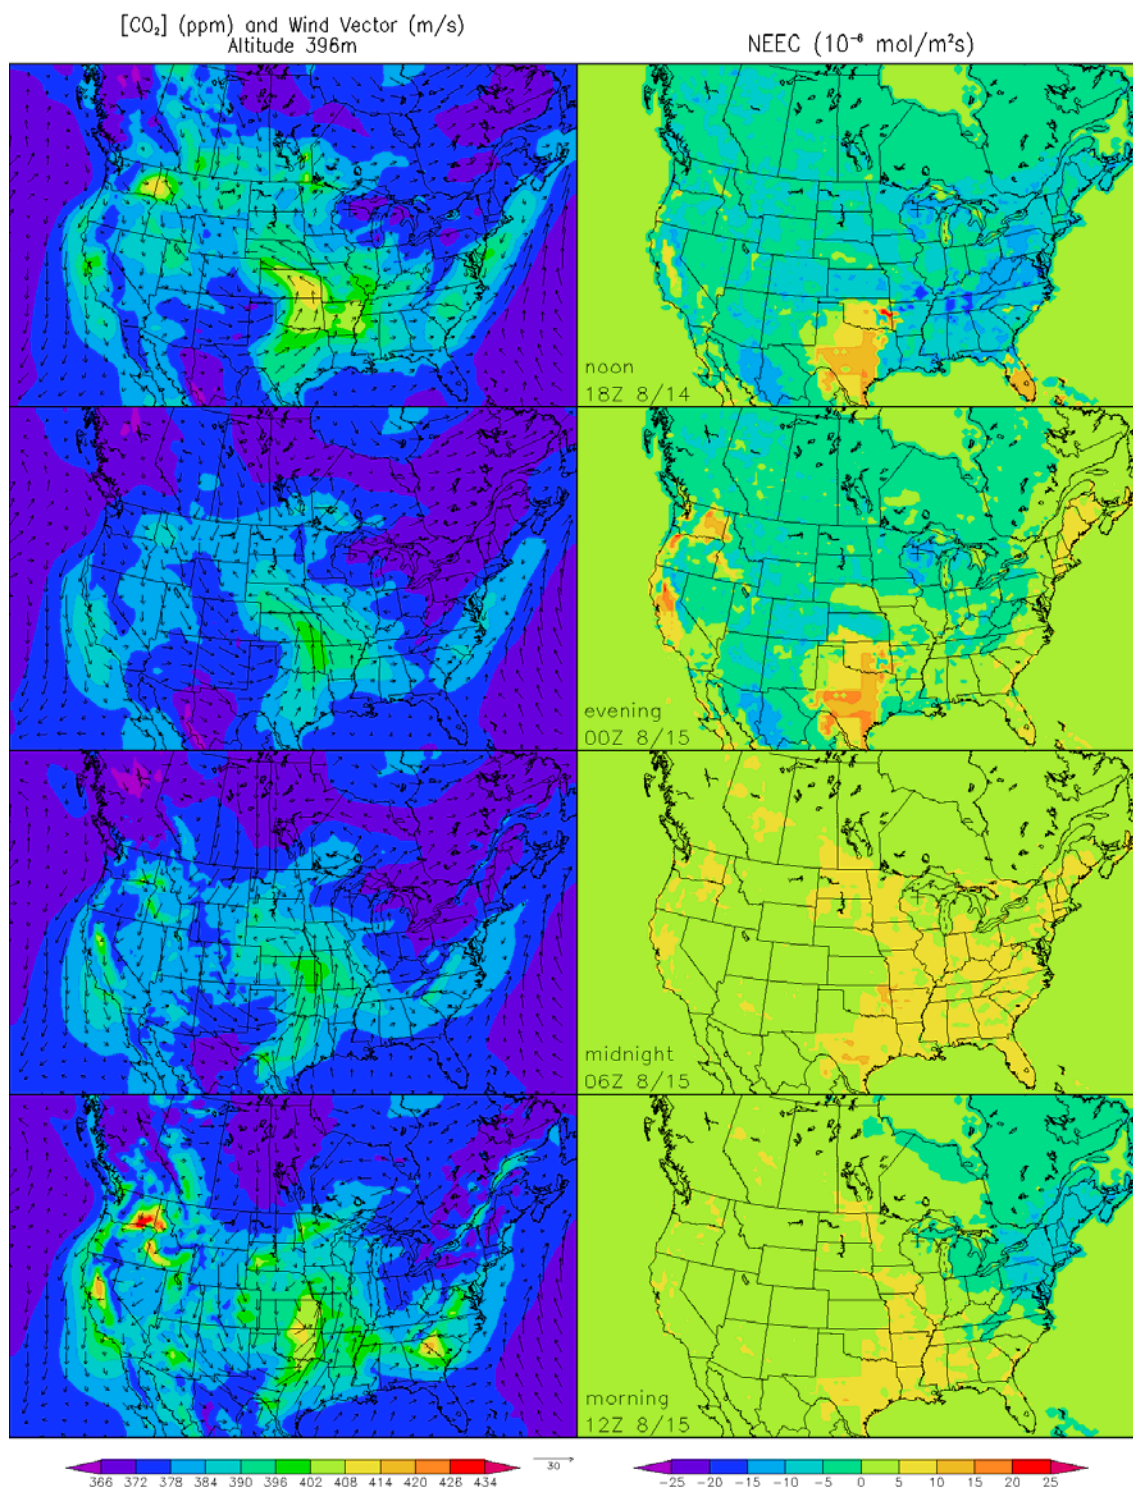 [CO₂] (ppm) and Wind Vector (m/s)
Altitude 396m
NEEC (10⁻⁶ mol/m²s)
noon
18Z 8/14
evening
00Z 8/15
midnight
06Z 8/15
morning
12Z 8/15
366 372 378 384 390 396 402 408 414 420 426 434
30
−25 −20 −15 −10 −5 0 5 10 15 20 25